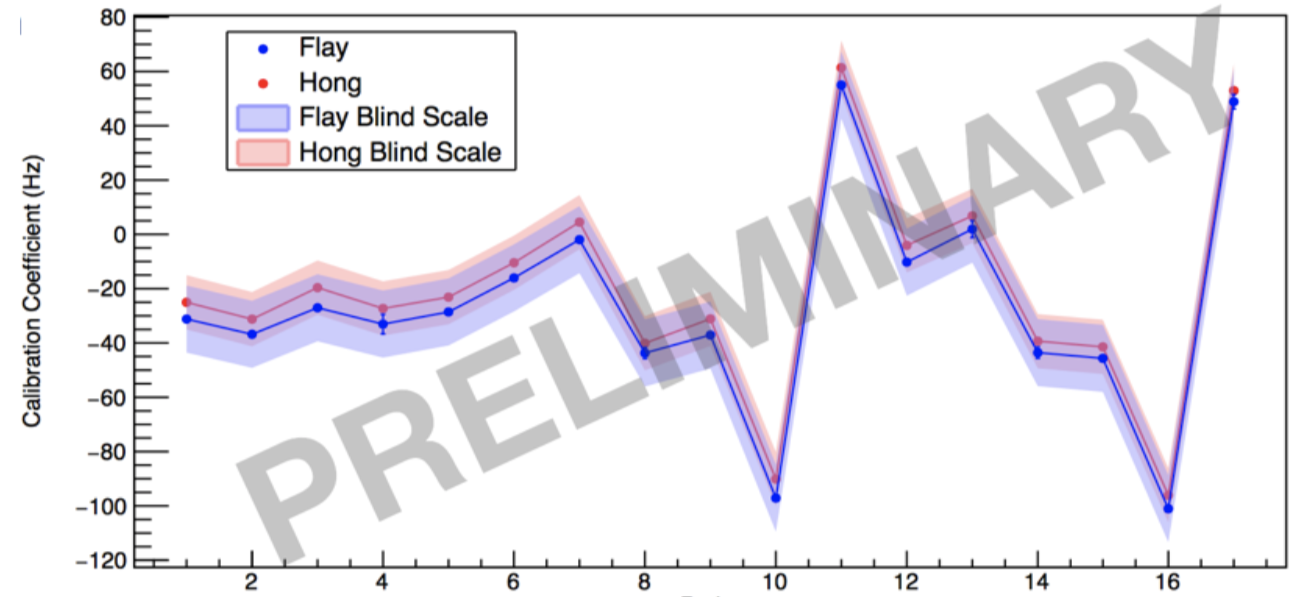 80
60
40
20
0
−20
−40
−60
−80
−100
−120
Calibration Coefficient (Hz)
Flay
Hong
Flay Blind Scale
Hong Blind Scale
PRELIMINARY
2 4 6 8 10 12 14 16